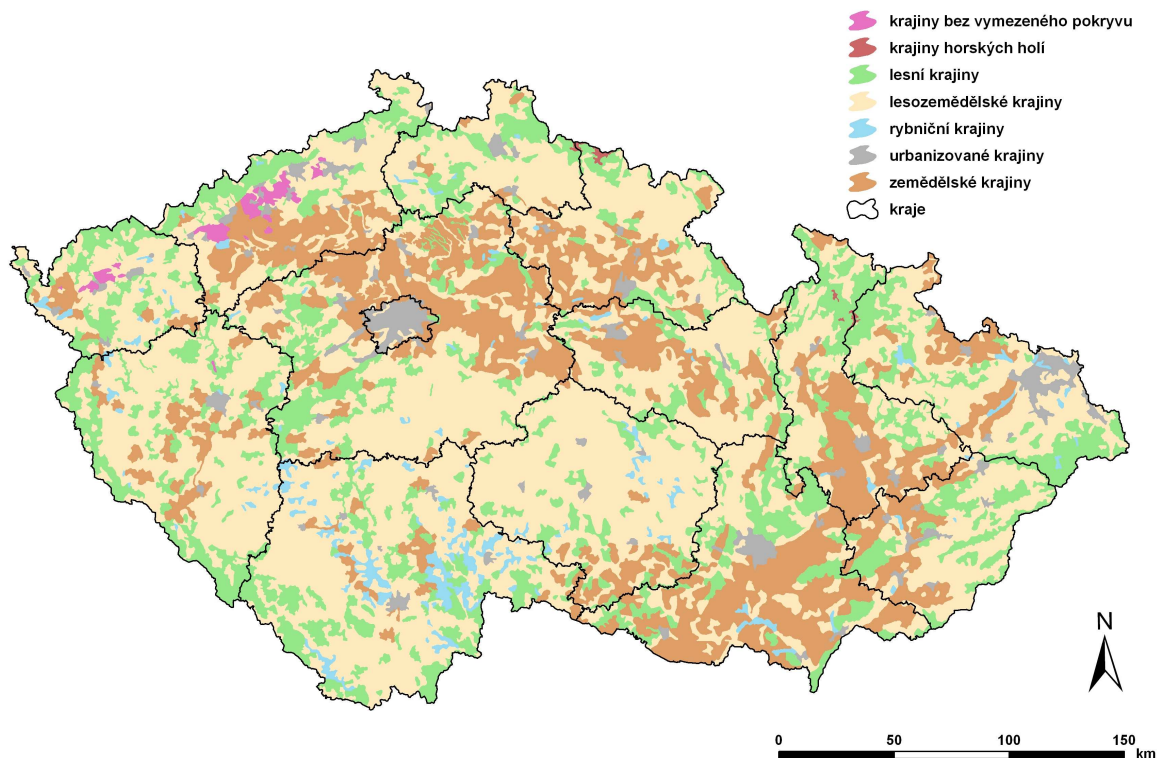 krajiny bez vymezeného pokryvu
krajiny horských holí
lesní krajiny
lesozemědělské krajiny
rybniční krajiny
urbanizované krajiny
zemědělské krajiny
kraje
N
0 50 100 150
km